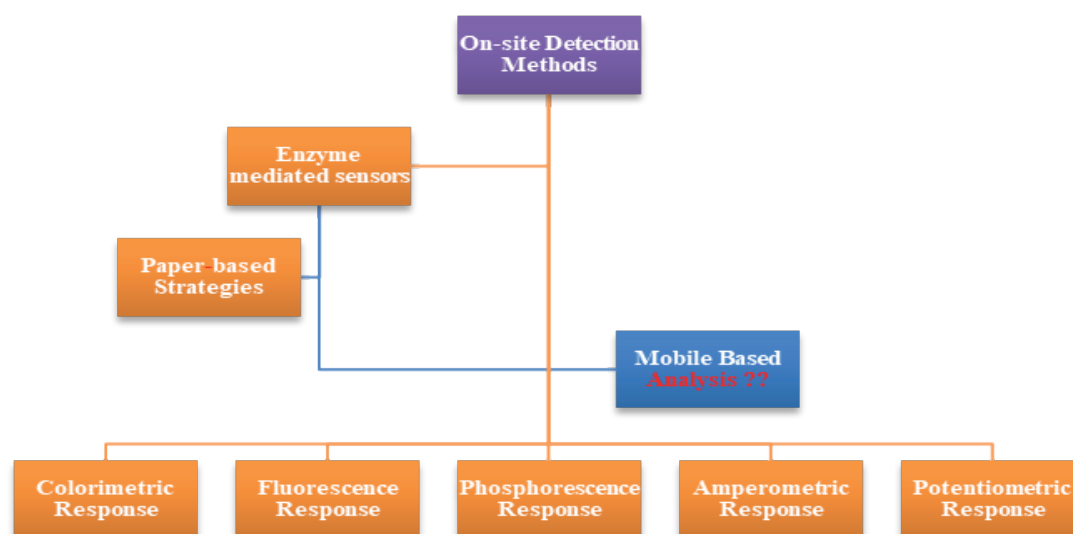 On-site Detection
Methods
Enzyme
mediated sensors
Paper-based
Strategies
Mobile Based
Analysis ??
Colorimetric
Response
Fluorescence
Response
Phosphorescence
Response
Amperometric
Response
Potentiometric
Response